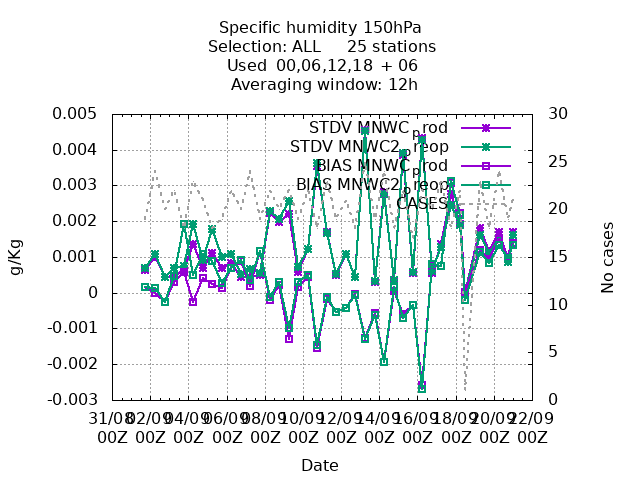 Specific humidity 150hPa
Selection: ALL 25 stations
Used 00,06,12,18 + 06
Averaging window: 12h
0.005 30
STDV MNWC_prod
0.004 STDV MNWC2_preop 25
BIAS MNWC_prod
0.003 BIAS MNWC2_preop
CASES 20
0.002
0.001 15
0
10
-0.001
-0.002 5
-0.003 0
g/Kg
No cases
31/08 02/09 04/09 06/09 08/09 10/09 12/09 14/09 16/09 18/09 20/09 22/09
00Z 00Z 00Z 00Z 00Z 00Z 00Z 00Z 00Z 00Z 00Z 00Z
Date